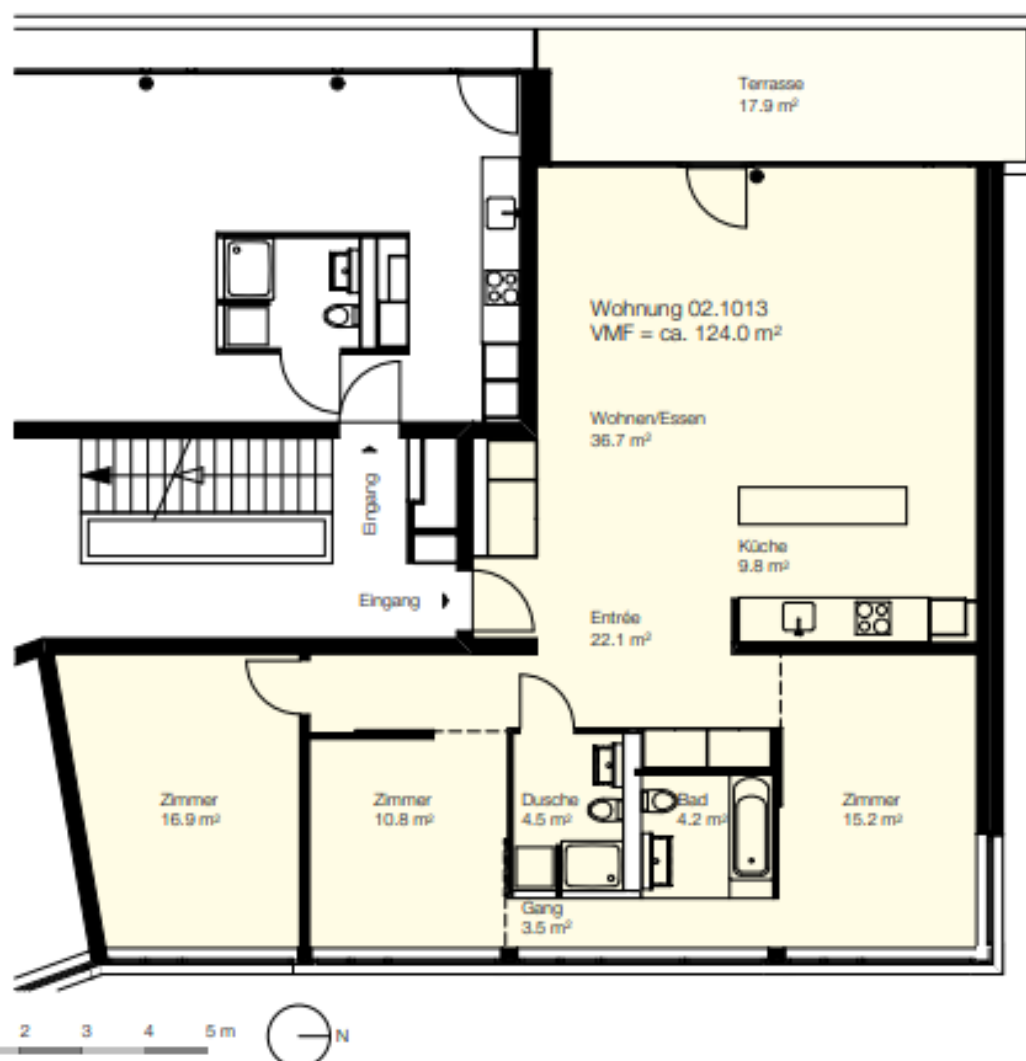 Terrasse
17.9 m²
Wohnung 02.1013
VMF = ca. 124.0 m²
Wohnen/Essen
36.7 m²
Eingang
Küche
9.8 m²
Eingang
Entrée
22.1 m²
Zimmer
16.9 m²
Zimmer
10.8 m²
Dusche
4.5 m²
Bad
4.2 m²
Zimmer
15.2 m²
Gang
3.5 m²
2 3 4 5 m
N